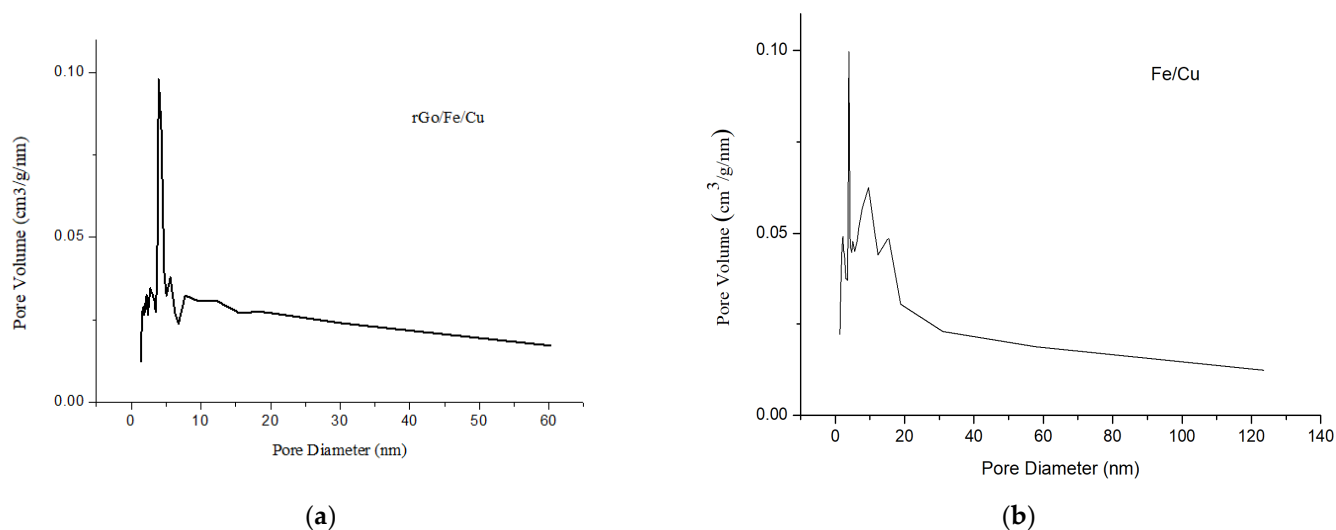 rGo/Fe/Cu
Pore Volume (cm3/g/nm)
0.10
0.05
0.00
0 10 20 30 40 50 60
Pore Diameter (nm)
(a)
Fe/Cu
Pore Volume (cm³/g/nm)
0.10
0.05
0.00
0 20 40 60 80 100 120 140
Pore Diameter (nm)
(b)